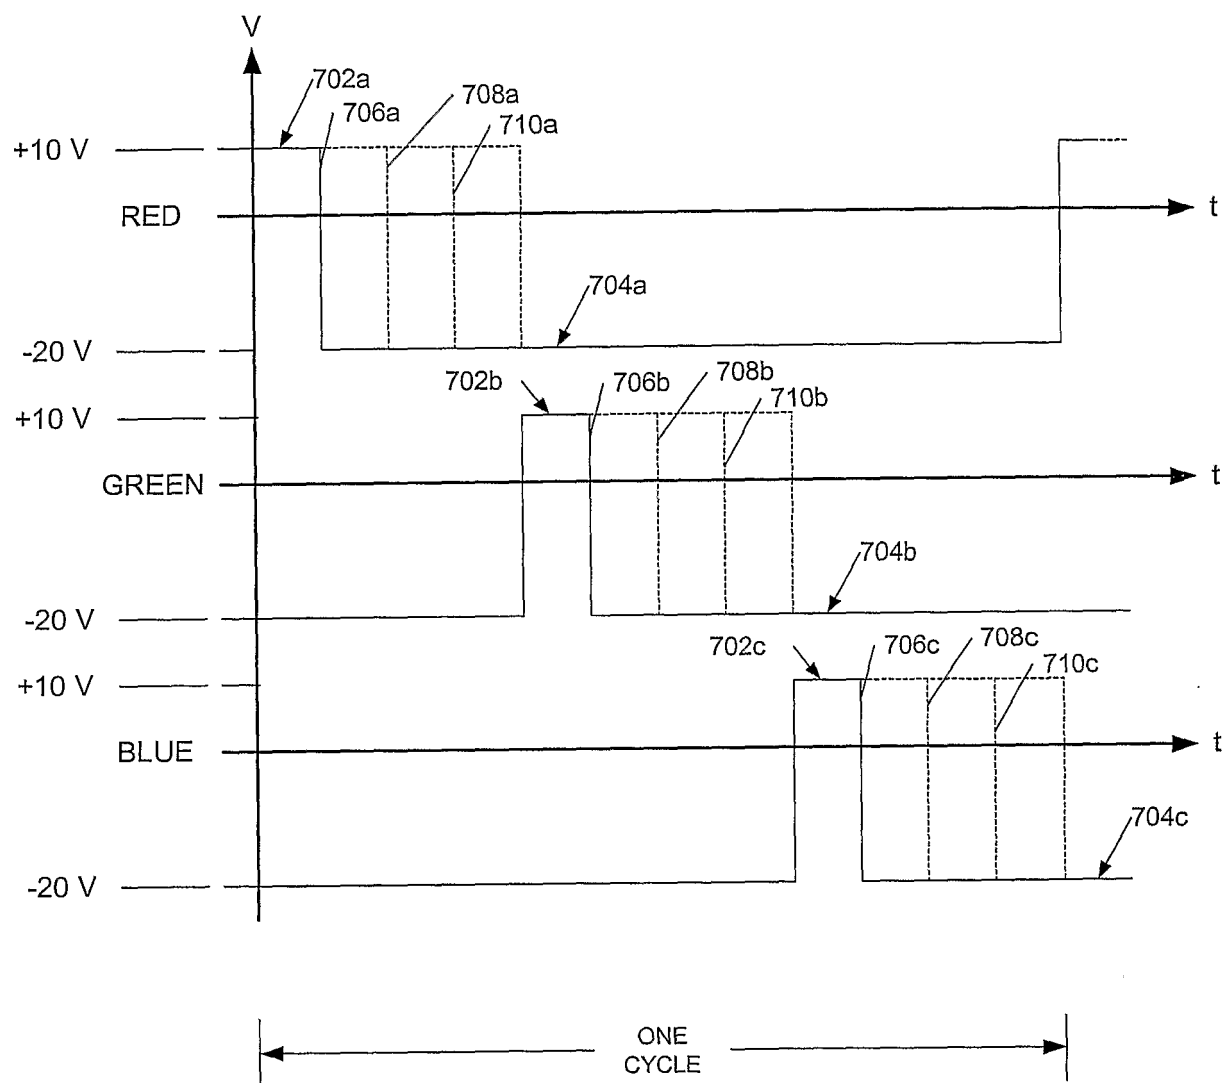 V
702a
706a
708a
710a
+10 V
RED
t
704a
-20 V
702b
706b
708b
710b
+10 V
GREEN
t
704b
-20 V
702c
706c
708c
710c
+10 V
BLUE
t
704c
-20 V
ONE
CYCLE